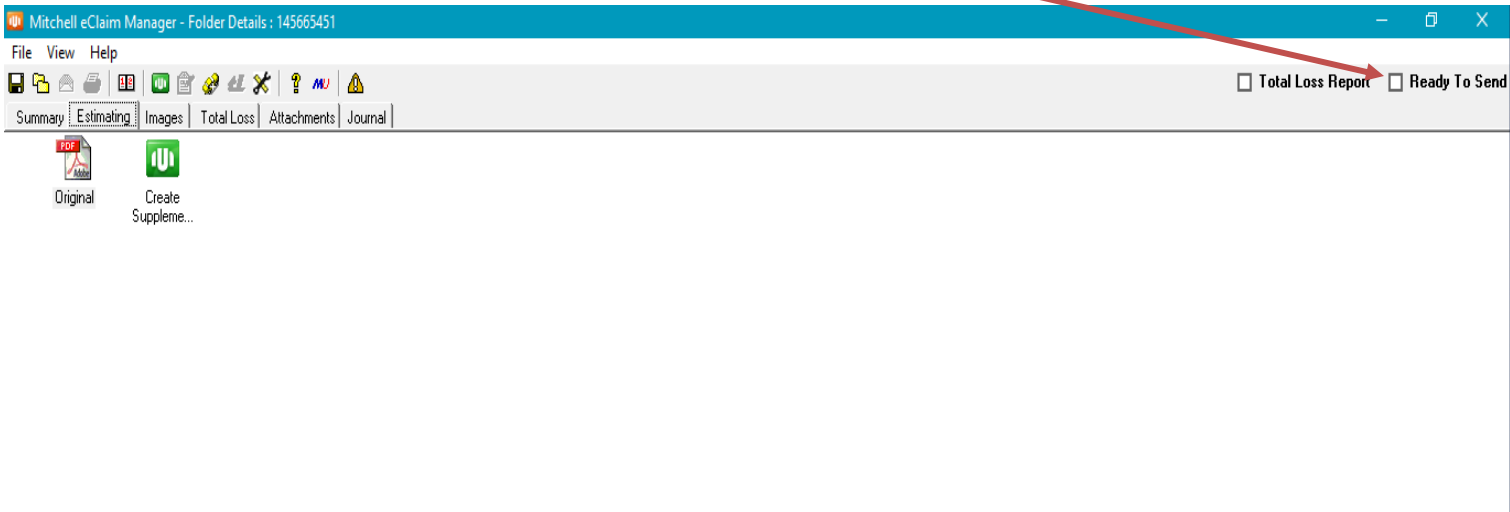 Mitchell eClaim Manager - Folder Details : 145665451
File View Help
Total Loss Report Ready To Send
Summary Estimating Images Total Loss Attachments Journal
PDF
Adobe
Original
Create
Suppleme...